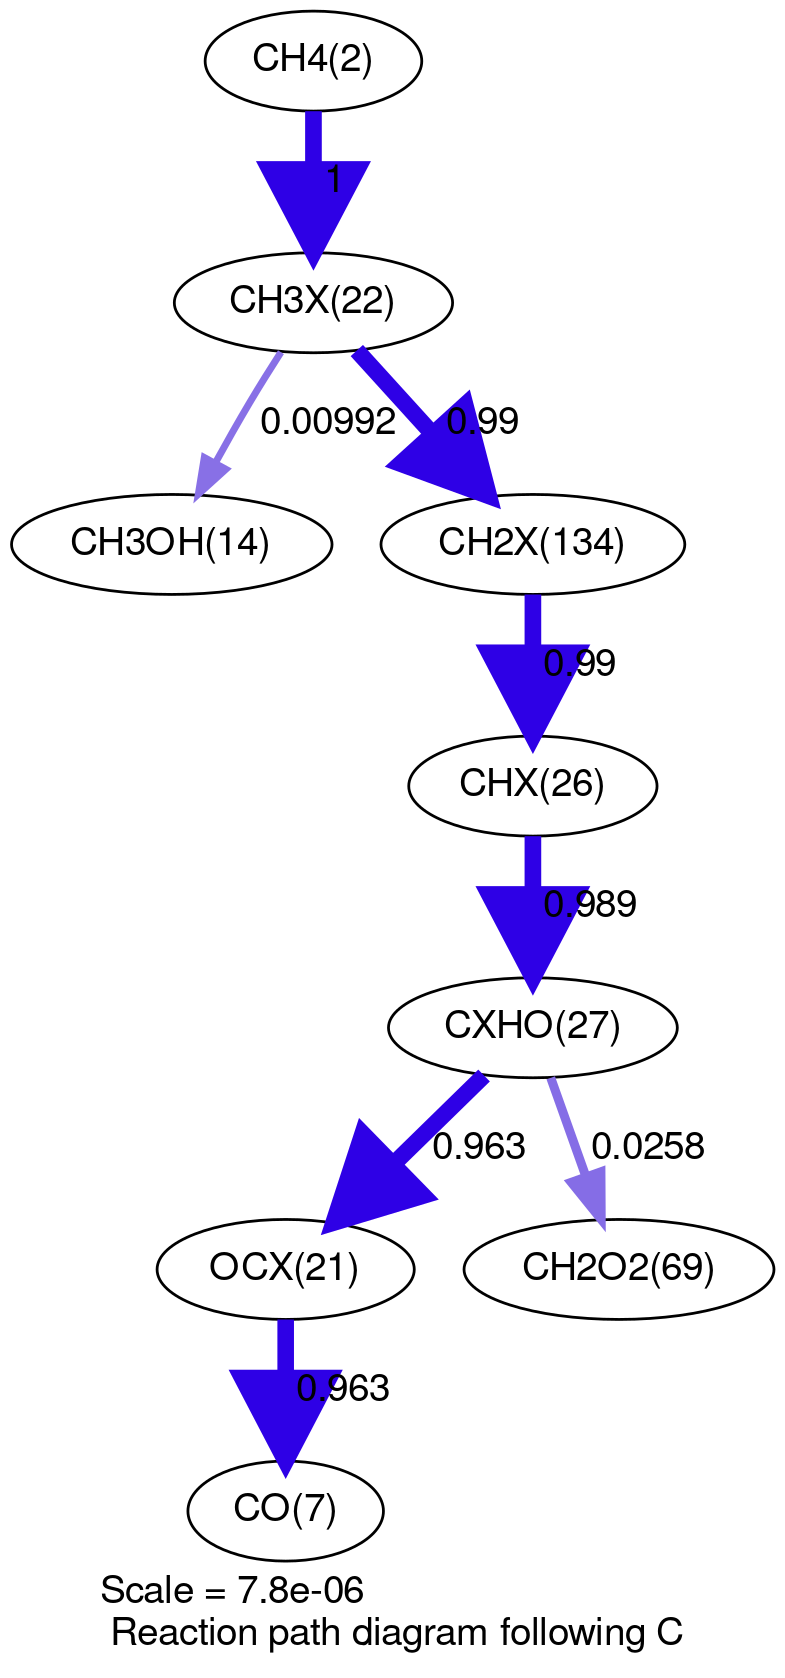 CH4(2)
1
CH3X(22)
0.00992
0.99
CH3OH(14)
CH2X(134)
0.99
CHX(26)
0.989
CXHO(27)
0.963
0.0258
OCX(21)
CH2O2(69)
0.963
CO(7)
Scale = 7.8e-06
Reaction path diagram following C